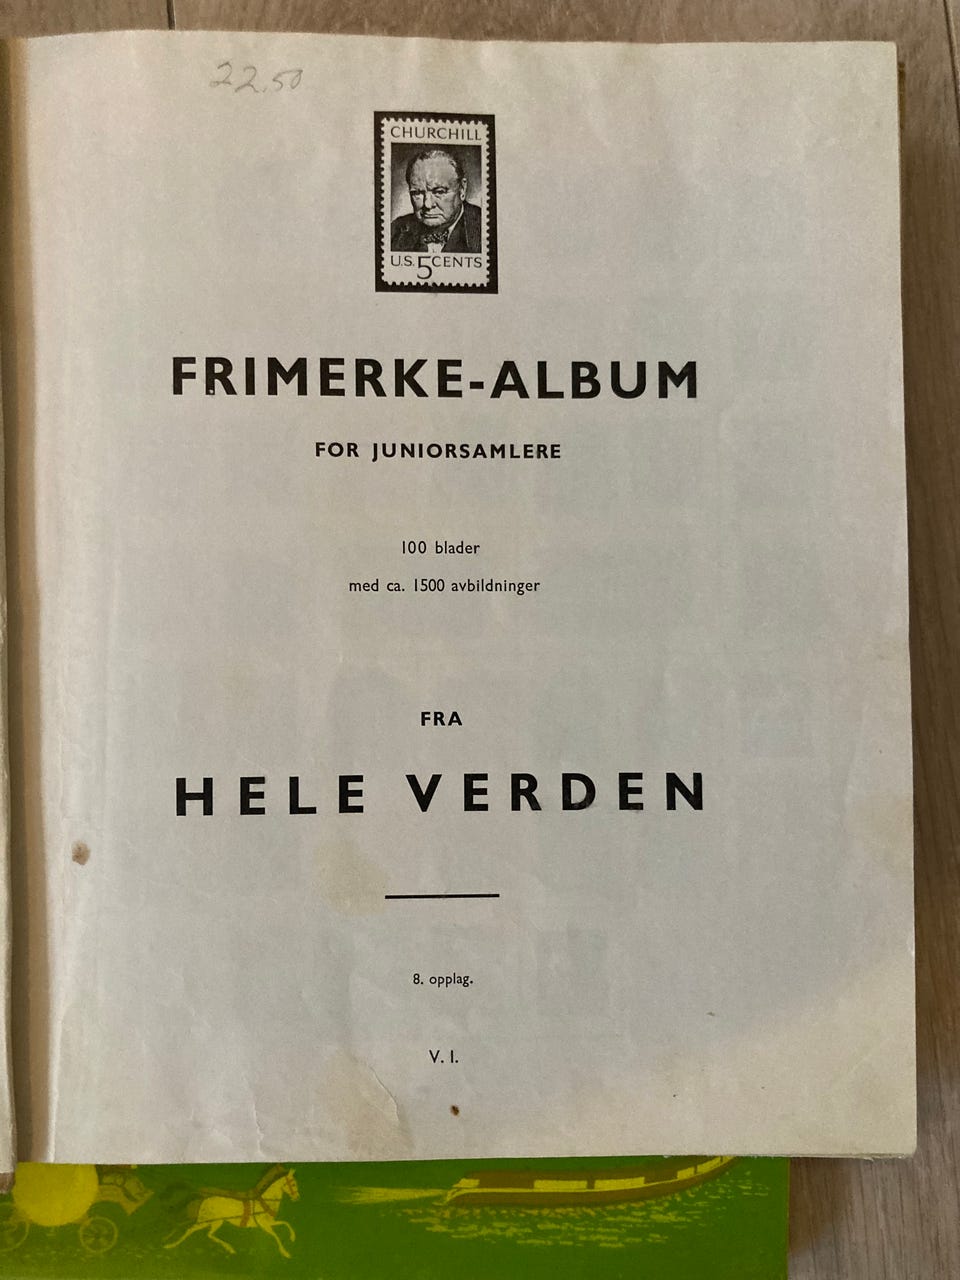 22.50
CHURCHILL
U.S. 5 CENTS
FRIMERKE-ALBUM
FOR JUNIORSAMLERE
100 blader
med ca. 1500 avbildninger
FRA
HELE VERDEN
8. opplag.
V. I.